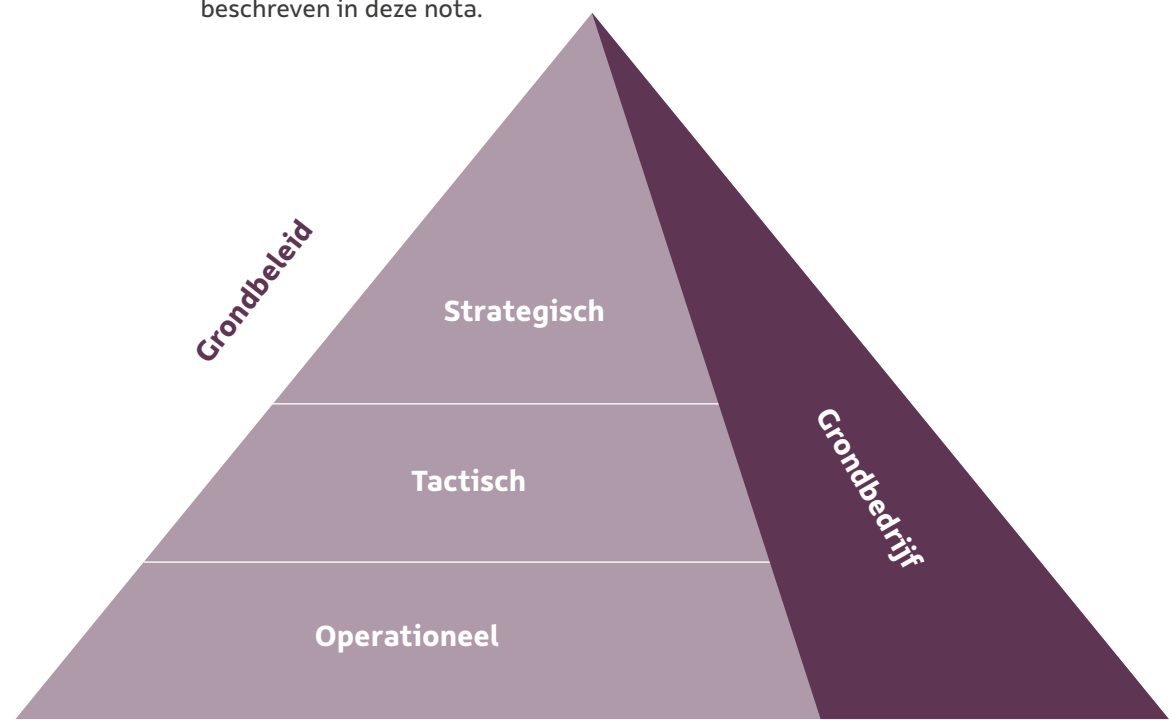 beschreven in deze nota.
Grondbeleid
Strategisch
Grondbedrijf
Tactisch
Operationeel